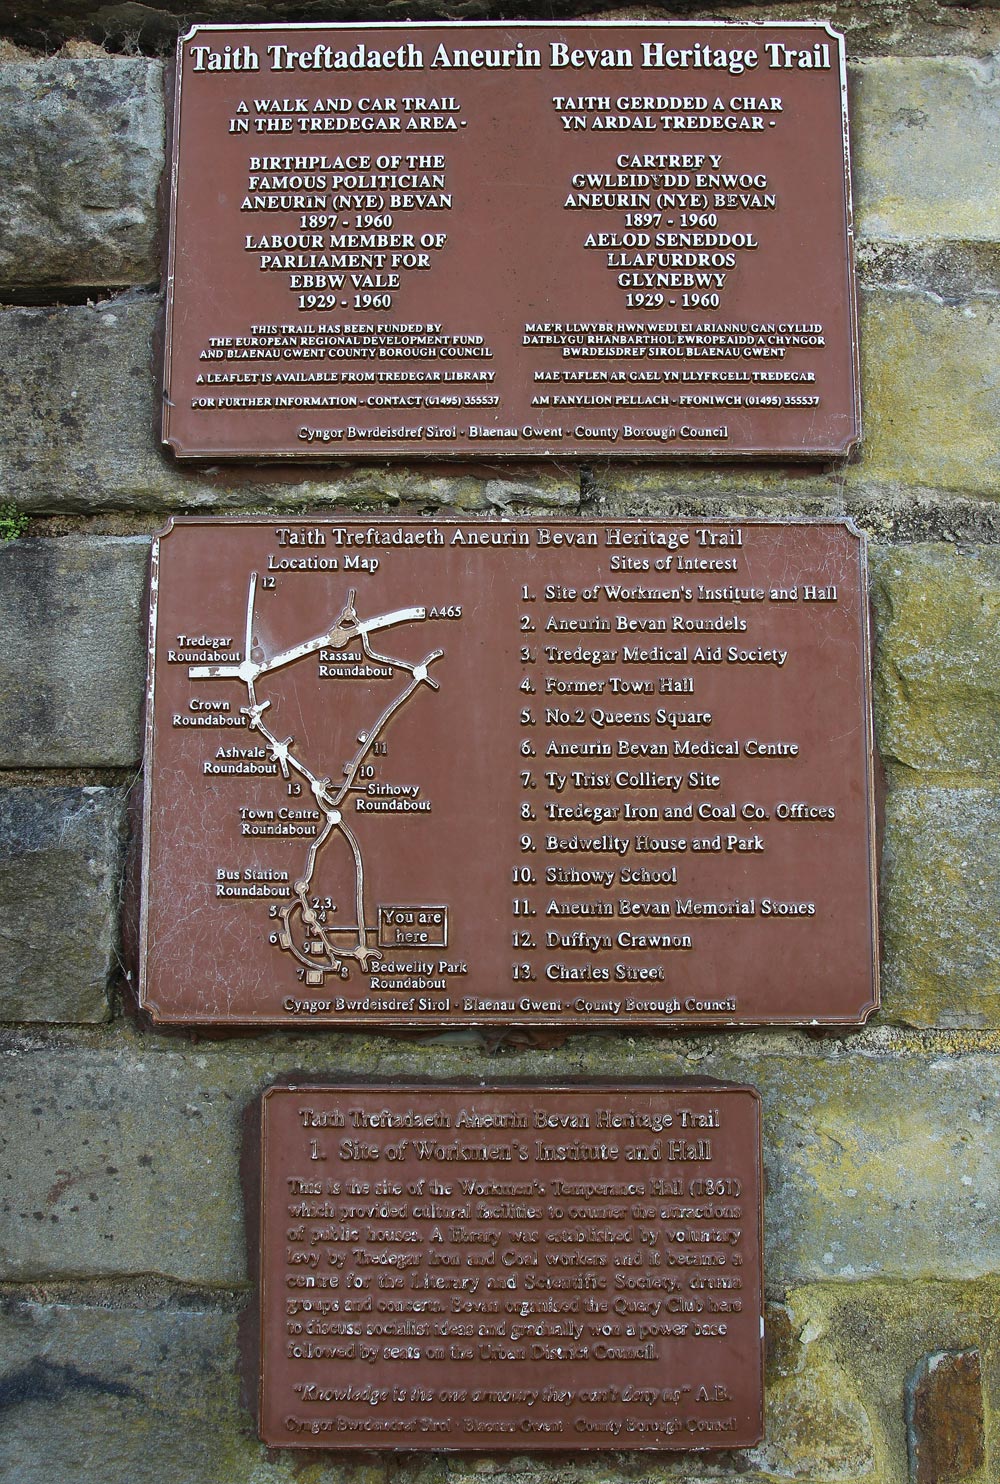 Taith Treftadaeth Aneurin Bevan Heritage Trail
A WALK AND CAR TRAIL
IN THE TREDEGAR AREA -
BIRTHPLACE OF THE
FAMOUS POLITICIAN
ANEURIN (NYE) BEVAN
1897 - 1960
LABOUR MEMBER OF
PARLIAMENT FOR
EBBW VALE
1929 - 1960
THIS TRAIL HAS BEEN FUNDED BY
THE EUROPEAN REGIONAL DEVELOPMENT FUND
AND BLAENAU GWENT COUNTY BOROUGH COUNCIL
A LEAFLET IS AVAILABLE FROM TREDEGAR LIBRARY
FOR FURTHER INFORMATION - CONTACT (01495) 355537
TAITH GERDDED A CHAR
YN ARDAL TREDEGAR -
CARTREF Y
GWLEIDYDD ENWOG
ANEURIN (NYE) BEVAN
1897 - 1960
AELOD SENEDDOL
LLAFURDROS
GLYNEBWY
1929 - 1960
MAE'R LLWYBR HWN WEDI EI ARIANNU GAN GYLLID
DATBLYGU RHANBARTHOL EWROPEAIDD A CHYNGOR
BWRDEISDREF SIROL BLAENAU GWENT
MAE TAFLEN AR GAEL YN LLYFRGELL TREDEGAR
AM FANYLION PELLACH - FFONIWCH (01495) 355537
Cyngor Bwrdeisdref Sirol - Blaenau Gwent - County Borough Council
Taith Treftadaeth Aneurin Bevan Heritage Trail
Location Map
12
A465
Tredegar
Roundabout
Rassau
Roundabout
Crown
Roundabout
Ashvale
Roundabout
11
10
13
Sirhowy
Roundabout
Town Centre
Roundabout
Bus Station
Roundabout
2,3,
4
5
1
You are
here
6
9
7
8
Bedwellty Park
Roundabout
Sites of Interest
1. Site of Workmen's Institute and Hall
2. Aneurin Bevan Roundels
3. Tredegar Medical Aid Society
4. Former Town Hall
5. No.2 Queens Square
6. Aneurin Bevan Medical Centre
7. Ty Trist Colliery Site
8. Tredegar Iron and Coal Co. Offices
9. Bedwellty House and Park
10. Sirhowy School
11. Aneurin Bevan Memorial Stones
12. Duffryn Crawnon
13. Charles Street
Cyngor Bwrdeisdref Sirol - Blaenau Gwent - County Borough Council
Taith Treftadaeth Aneurin Bevan Heritage Trail
1. Site of Workmen's Institute and Hall
This is the site of the Workmen's Temperance Hall (1861)
which provided cultural facilities to counter the attractions
of public houses. A library was established by voluntary
levy by Tredegar Iron and Coal workers and it became a
centre for the Literary and Scientific Society, drama
groups and concerts. Bevan organised the Query Club here
to discuss socialist ideas and gradually won a power base
followed by seats on the Urban District Council.
"Knowledge is the one armoury they can't deny us" A.B.
Cyngor Bwrdeisdref Sirol - Blaenau Gwent - County Borough Council